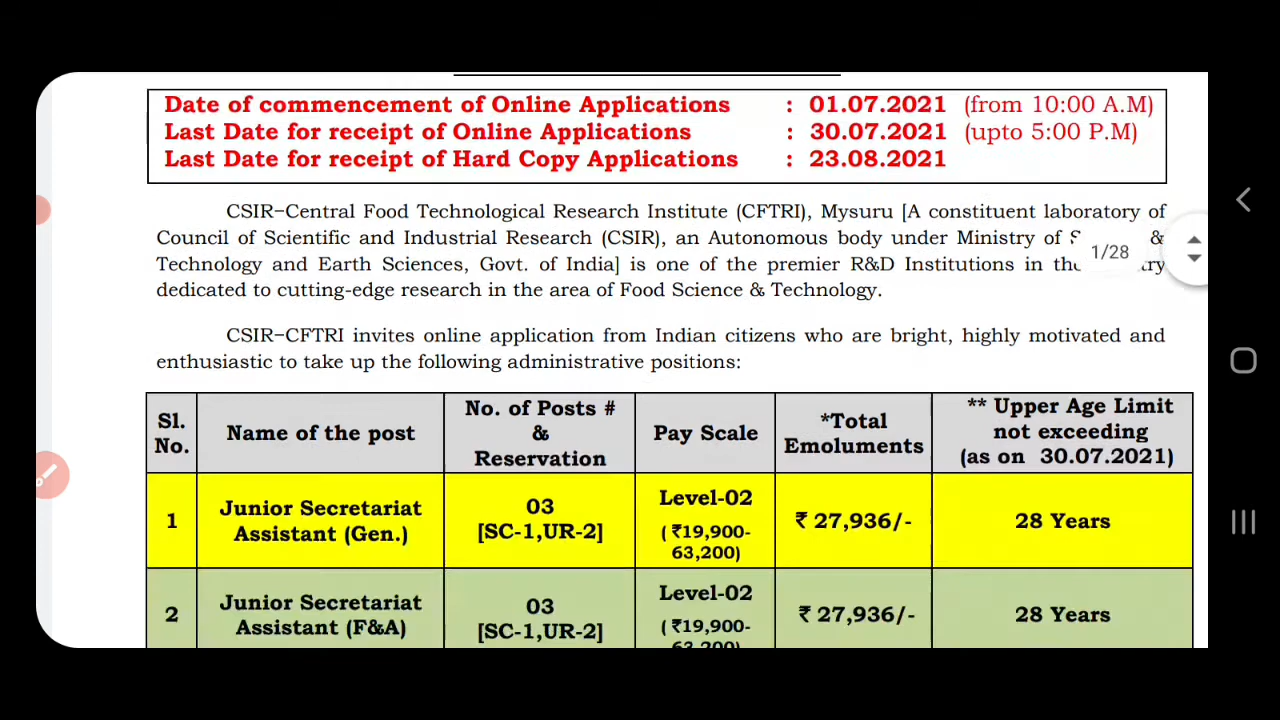 Date of commencement of Online Applications : 01.07.2021 (from 10:00 A.M)
Last Date for receipt of Online Applications : 30.07.2021 (upto 5:00 P.M)
Last Date for receipt of Hard Copy Applications : 23.08.2021
CSIR–Central Food Technological Research Institute (CFTRI), Mysuru [A constituent laboratory of
Council of Scientific and Industrial Research (CSIR), an Autonomous body under Ministry of &
Technology and Earth Sciences, Govt. of India] is one of the premier R&D Institutions in
dedicated to cutting-edge research in the area of Food Science & Technology.
1/28
CSIR–CFTRI invites online application from Indian citizens who are bright, highly motivated and
enthusiastic to take up the following administrative positions:
Sl. No.
Name of the post
No. of Posts #
&
Reservation
Pay Scale
*Total
Emoluments
** Upper Age Limit
not exceeding
(as on 30.07.2021)
1
Junior Secretariat
Assistant (Gen.)
03
[SC-1,UR-2]
Level-02
( ₹19,900-
63,200)
₹ 27,936/-
28 Years
2
Junior Secretariat
Assistant (F&A)
03
[SC-1,UR-2]
Level-02
( ₹19,900-
63,200)
₹ 27,936/-
28 Years